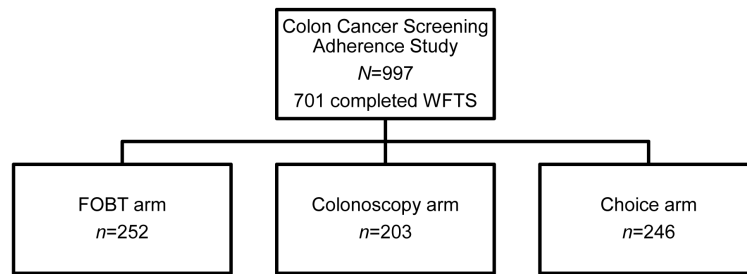 Colon Cancer Screening
Adherence Study
N=997
701 completed WFTS
FOBT arm
n=252
Colonoscopy arm
n=203
Choice arm
n=246